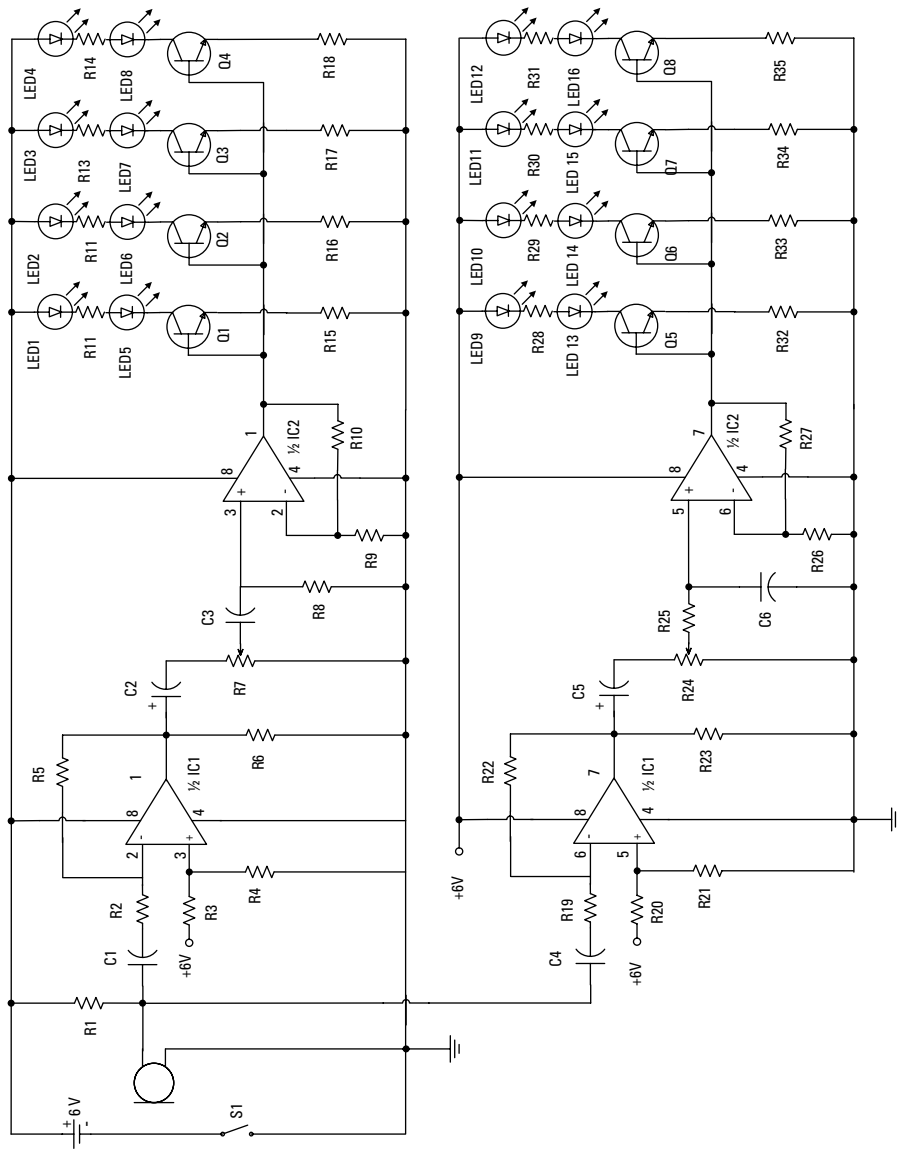 LED4
R14
LED8
Q4
R18
LED3
R13
LED7
Q3
R17
LED2
R11
LED6
Q2
R16
LED1
R11
LED5
Q1
R15
1
½ IC2
R10
8
4
+
-
3
2
R9
R8
C3
R7
C2
+
R5
1
½ IC1
R6
8
4
-
+
2
3
R2
R3
R4
+6V
C1
R1
+
6 V
-
S1
LED12
R31
LED16
Q8
R35
LED11
R30
LED 15
Q7
R34
LED10
R29
LED 14
Q6
R33
LED9
R28
LED 13
Q5
R32
7
½ IC2
R27
8
4
+
-
5
6
R26
R25
C6
R24
C5
+
R22
7
½ IC1
R23
8
4
-
+
6
5
+6V
R19
R20
R21
+6V
C4